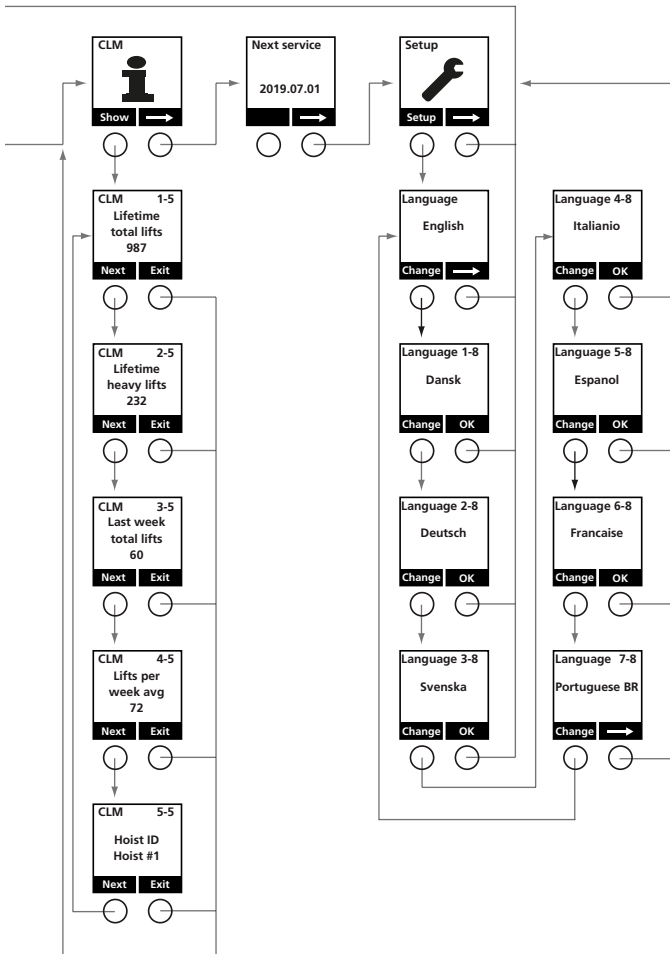 CLM
Show
Next service
2019.07.01
Setup
Setup
CLM 1-5
Lifetime
total lifts
987
Next Exit
CLM 2-5
Lifetime
heavy lifts
232
Next Exit
CLM 3-5
Last week
total lifts
60
Next Exit
CLM 4-5
Lifts per
week avg
72
Next Exit
CLM 5-5
Hoist ID
Hoist #1
Next Exit
Language
English
Change
Language 1-8
Dansk
Change OK
Language 2-8
Deutsch
Change OK
Language 3-8
Svenska
Change OK
Language 4-8
Italianio
Change OK
Language 5-8
Espanol
Change OK
Language 6-8
Francaise
Change OK
Language 7-8
Portuguese BR
Change